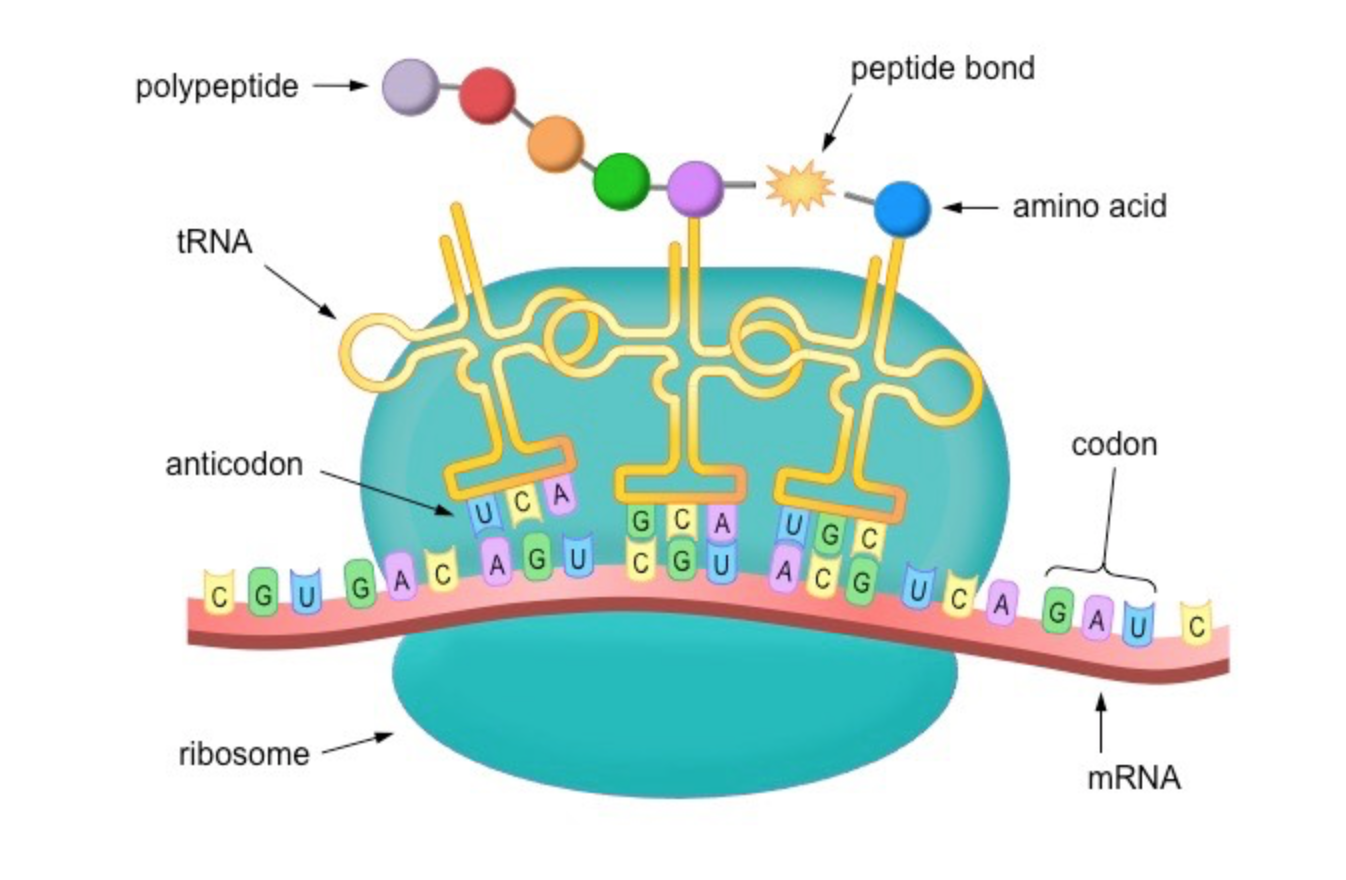 peptide bond
polypeptide
amino acid
tRNA
codon
anticodon
U C A
G C A
U G C
C G U G A C A G U C G U A C G U C A G A U C
ribosome
mRNA